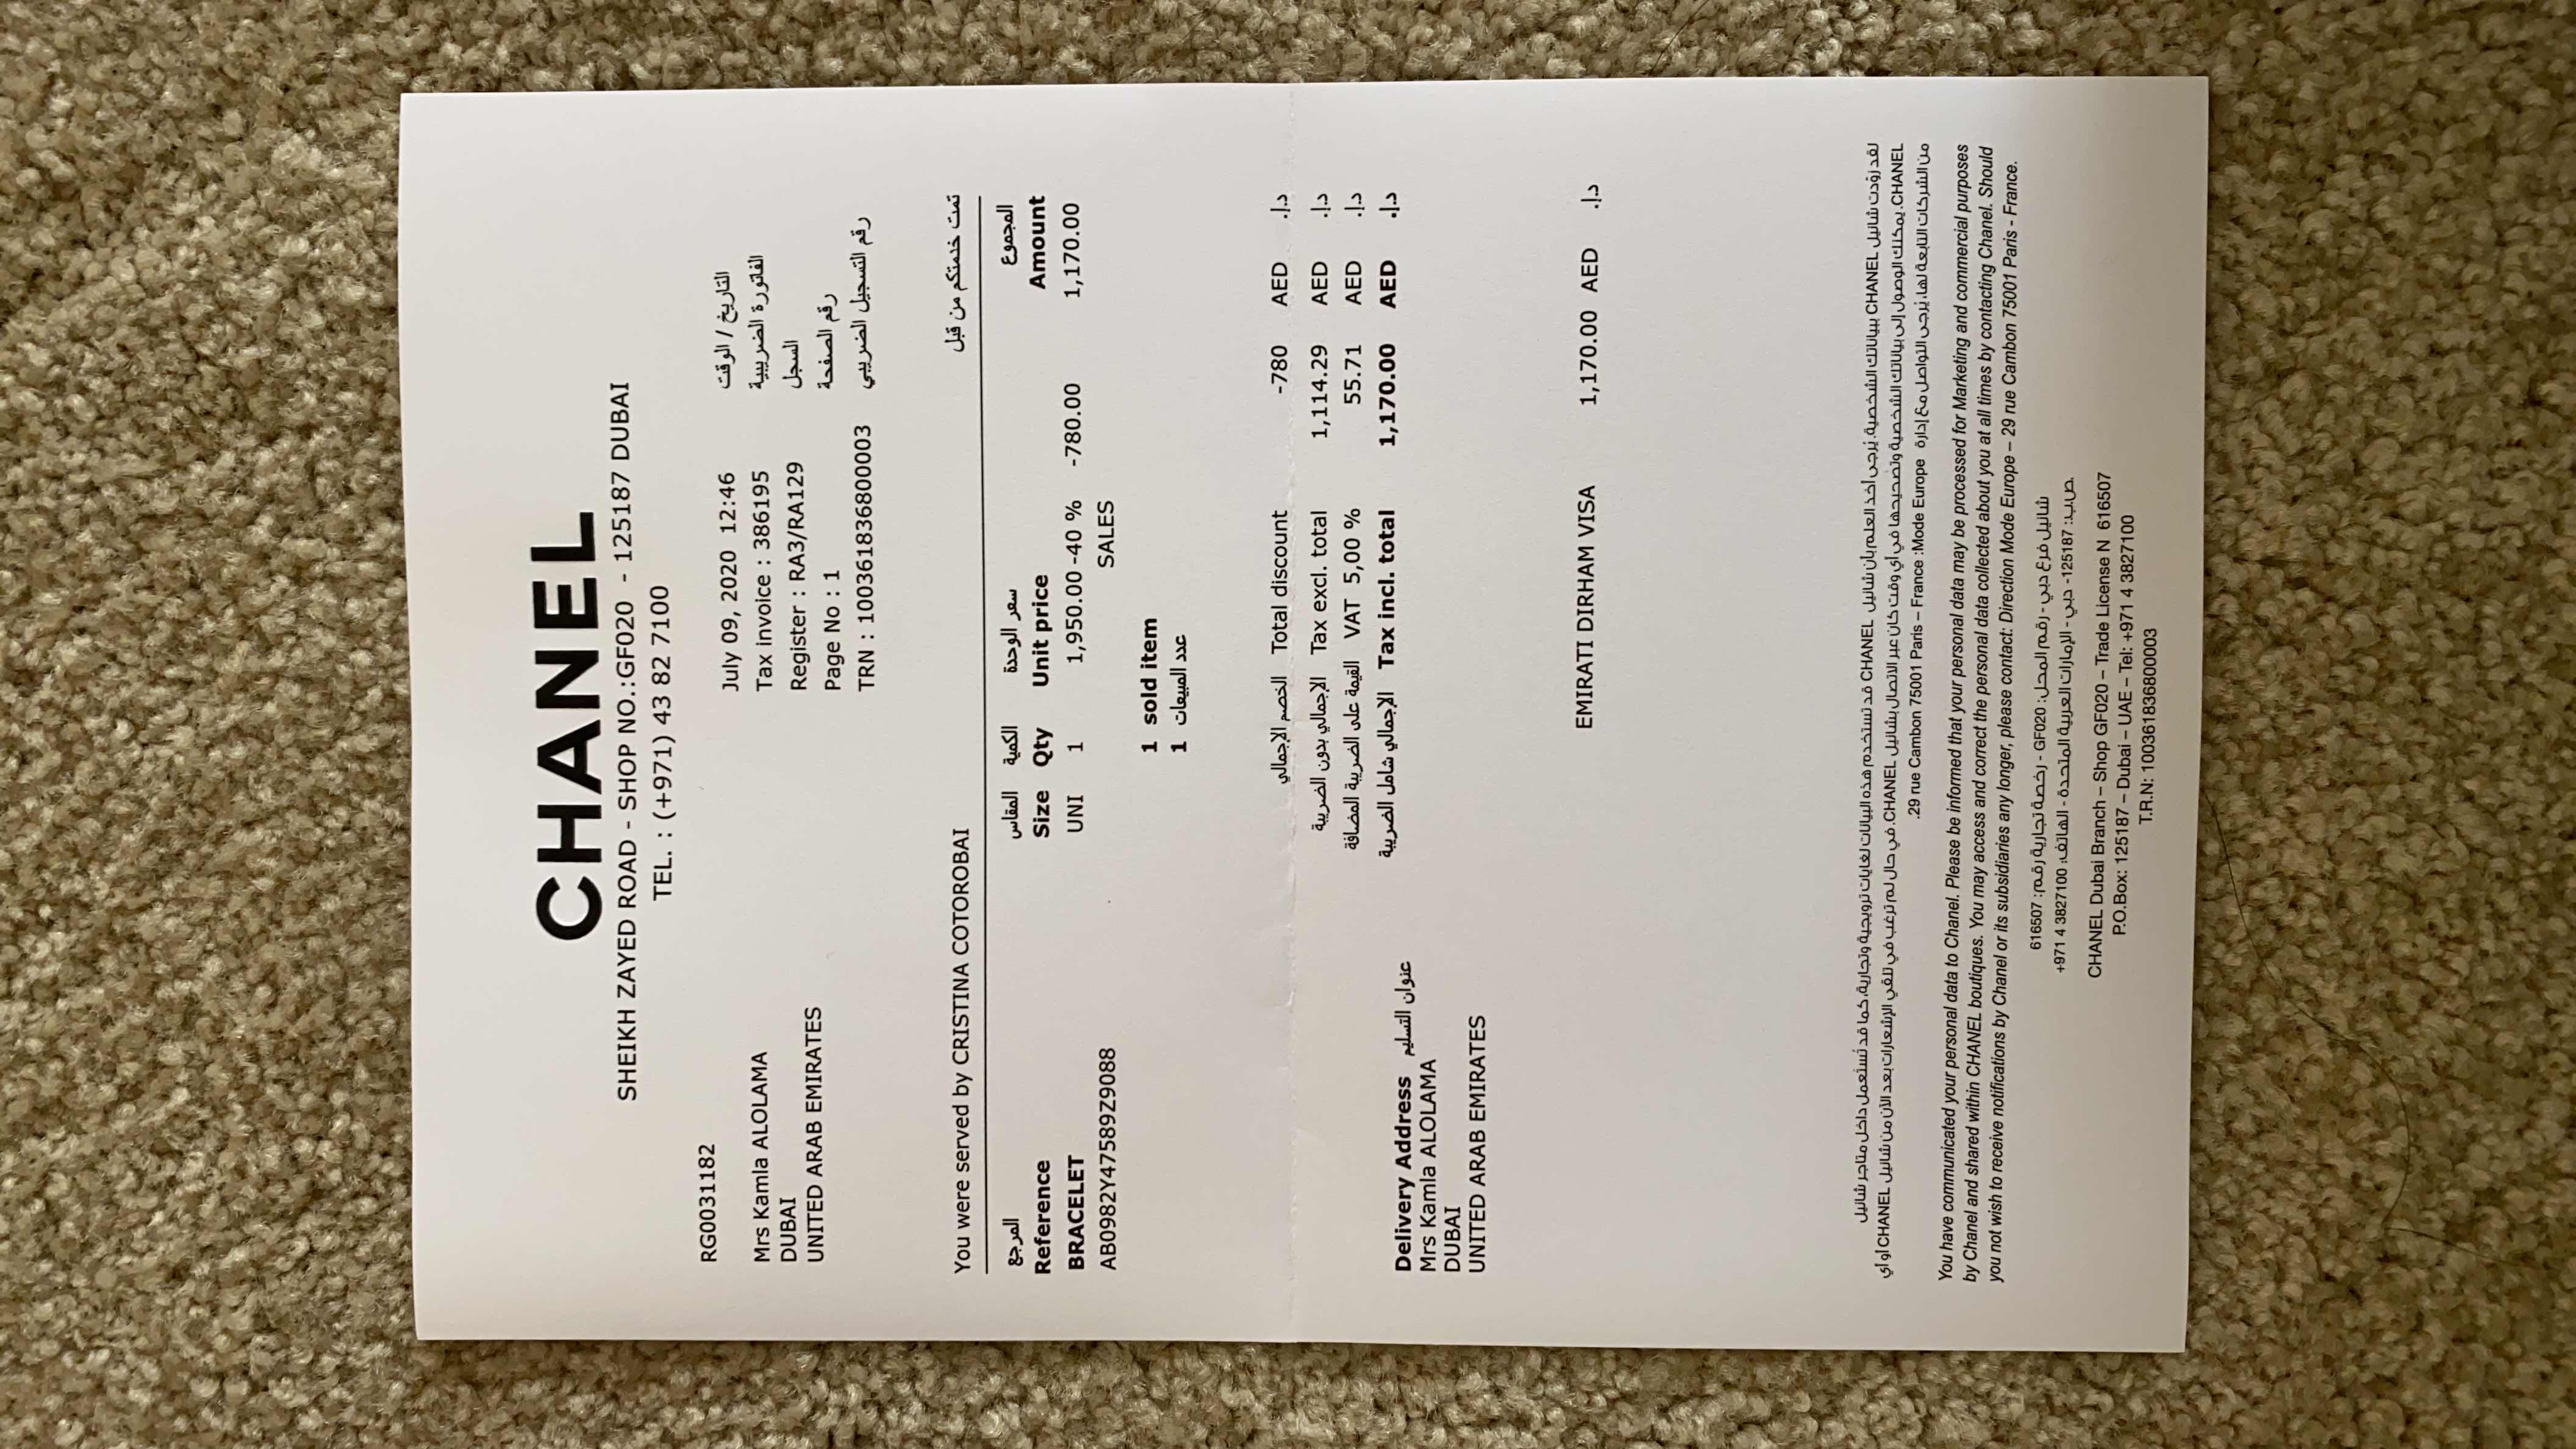 CHANEL
SHEIKH ZAYED ROAD - SHOP NO.:GF020 - 125187 DUBAI
TEL. : (+971) 43 82 7100
RG0031182
Mrs Kamla ALOLAMA
DUBAI
UNITED ARAB EMIRATES
July 09, 2020 12:46 التاريخ / الوقت
Tax invoice : 386195 الفاتورة الضريبية
Register : RA3/RA129 السجل
Page No : 1 رقم الصفحة
TRN : 100361836800003 رقم التسجيل الضريبي
You were served by CRISTINA COTOROBAI تمت خدمتكم من قبل
المرجع المقاس الكمية سعر الوحدة المجموع
Reference Size Qty Unit price Amount
BRACELET UNI 1 1,950.00 -40 % -780.00 1,170.00
AB0982Y47589Z9088 SALES
1 sold item
1 عدد المبيعات
الخصم الإجمالي Total discount -780 AED د.إ.
الإجمالي بدون الضريبة Tax excl. total 1,114.29 AED د.إ.
القيمة على الضريبة المضافة VAT 5,00 % 55.71 AED د.إ.
الإجمالي شامل الضريبة Tax incl. total 1,170.00 AED د.إ.
Delivery Address عنوان التسليم
Mrs Kamla ALOLAMA
DUBAI
UNITED ARAB EMIRATES
EMIRATI DIRHAM VISA 1,170.00 AED د.إ.
لقد زوّدت شانيل CHANEL ببياناتك الشخصية. يُرجى أخذ العلم بأن شانيل CHANEL قد تستخدم هذه البيانات لغايات ترويجية وتجارية، كما قد تُستَعمل داخل متاجر شانيل
CHANEL. يمكنك الوصول إلى بياناتك الشخصية وتصحيحها في أي وقت كان عبر الاتصال بشانيل CHANEL. في حال لم ترغب في تلقي الإشعارات بعد الآن من شانيل CHANEL أو أي
من الشركات التابعة لها، يُرجى التواصل مع إدارة Mode Europe: 29 rue Cambon 75001 Paris – France.
You have communicated your personal data to Chanel. Please be informed that your personal data may be processed for Marketing and commercial purposes
by Chanel and shared within CHANEL boutiques. You may access and correct the personal data collected about you at all times by contacting Chanel. Should
you not wish to receive notifications by Chanel or its subsidiaries any longer, please contact: Direction Mode Europe – 29 rue Cambon 75001 Paris - France.
شانيل فرع دبي - رقم المحل: GF020 - رخصة تجارية رقم: 616507
ص.ب.: 125187- دبي - الإمارات العربية المتحدة - الهاتف: 3827100 4 971+
CHANEL Dubai Branch – Shop GF020 – Trade License N 616507
P.O.Box: 125187 – Dubai – UAE – Tel: +971 4 3827100
T.R.N: 100361836800003